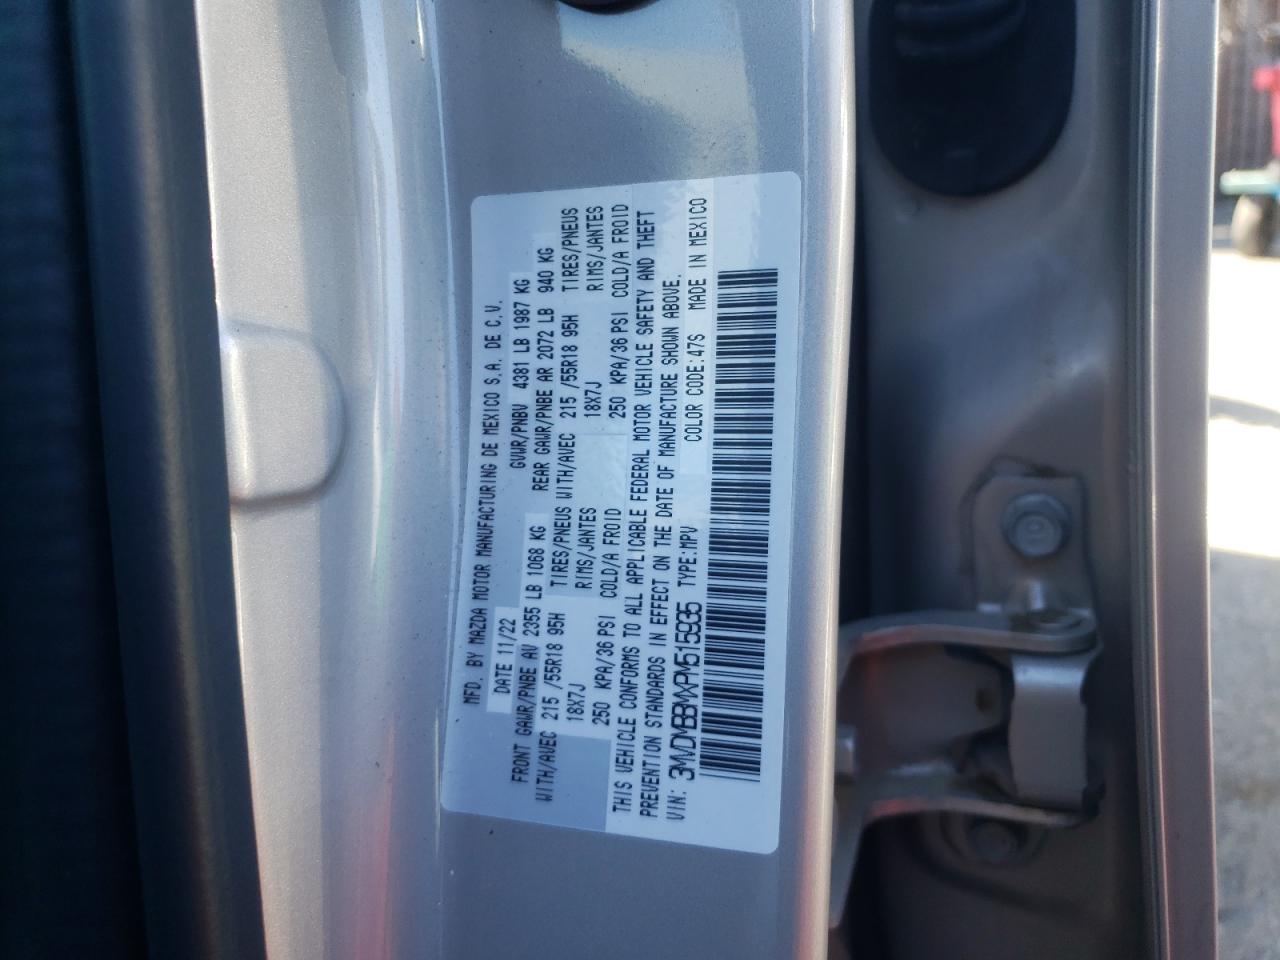 MFD. BY MAZDA MOTOR MANUFACTURING DE MEXICO S.A. DE C.V.
DATE 11/22 GVWR/PNBV 4381 LB 1987 KG
FRONT GAWR/PNBE AV 2355 LB 1068 KG REAR GAWR/PNBE AR 2072 LB 940 KG
WITH/AVEC 215 /55R18 95H TIRES/PNEUS WITH/AVEC 215 /55R18 95H TIRES/PNEUS
18X7J RIMS/JANTES 18X7J RIMS/JANTES
250 KPA/36 PSI COLD/A FROID 250 KPA/36 PSI COLD/A FROID
THIS VEHICLE CONFORMS TO ALL APPLICABLE FEDERAL MOTOR VEHICLE SAFETY AND THEFT
PREVENTION STANDARDS IN EFFECT ON THE DATE OF MANUFACTURE SHOWN ABOVE.
VIN: 3MVDMBBMXPM515935 TYPE:MPV COLOR CODE:47S MADE IN MEXICO